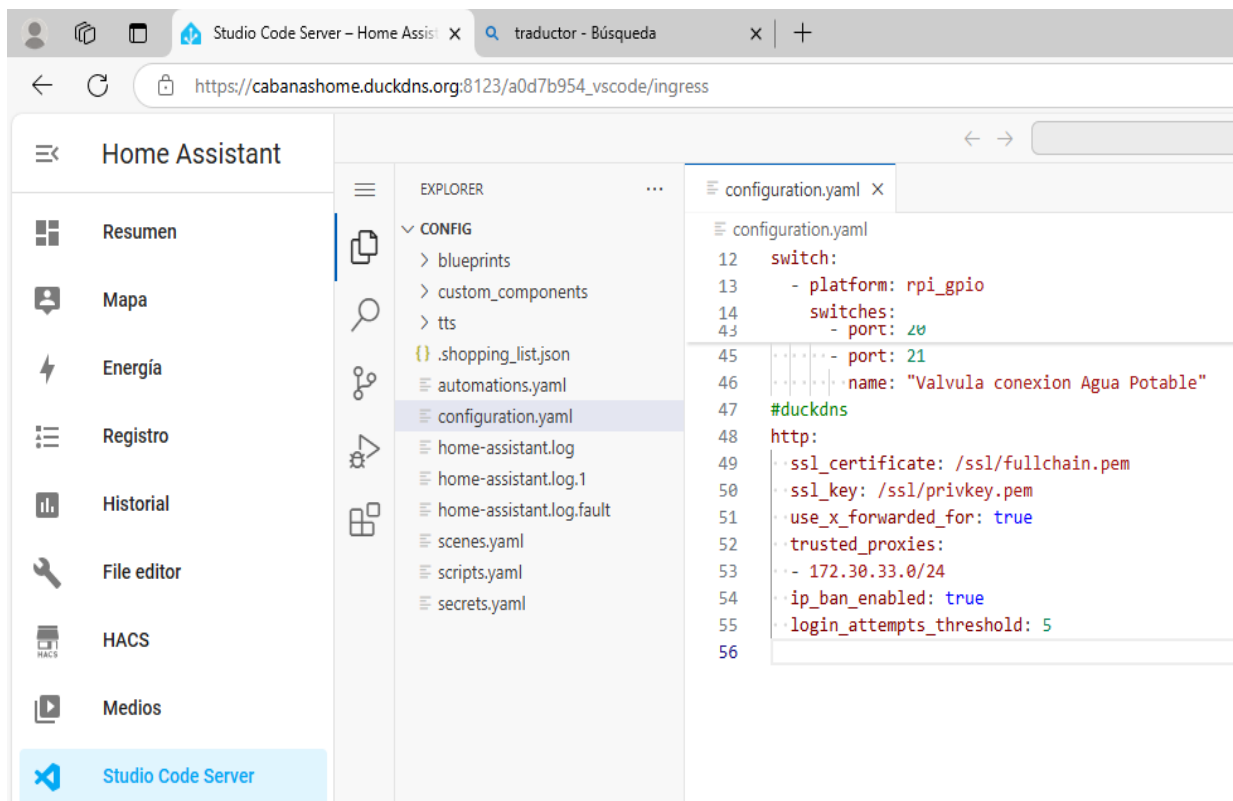 Studio Code Server – Home Assist
traductor - Búsqueda
https://cabanashome.duckdns.org:8123/a0d7b954_vscode/ingress
Home Assistant
Resumen
Mapa
Energía
Registro
Historial
File editor
HACS
HACS
Medios
Studio Code Server
EXPLORER
CONFIG
blueprints
custom_components
tts
{} .shopping_list.json
automations.yaml
configuration.yaml
home-assistant.log
home-assistant.log.1
home-assistant.log.fault
scenes.yaml
scripts.yaml
secrets.yaml
configuration.yaml
configuration.yaml
12 switch:
13 - platform: rpi_gpio
14 switches:
43 - port: 20
45 - port: 21
46 name: "Valvula conexion Agua Potable"
47 #duckdns
48 http:
49 ssl_certificate: /ssl/fullchain.pem
50 ssl_key: /ssl/privkey.pem
51 use_x_forwarded_for: true
52 trusted_proxies:
53 - 172.30.33.0/24
54 ip_ban_enabled: true
55 login_attempts_threshold: 5
56